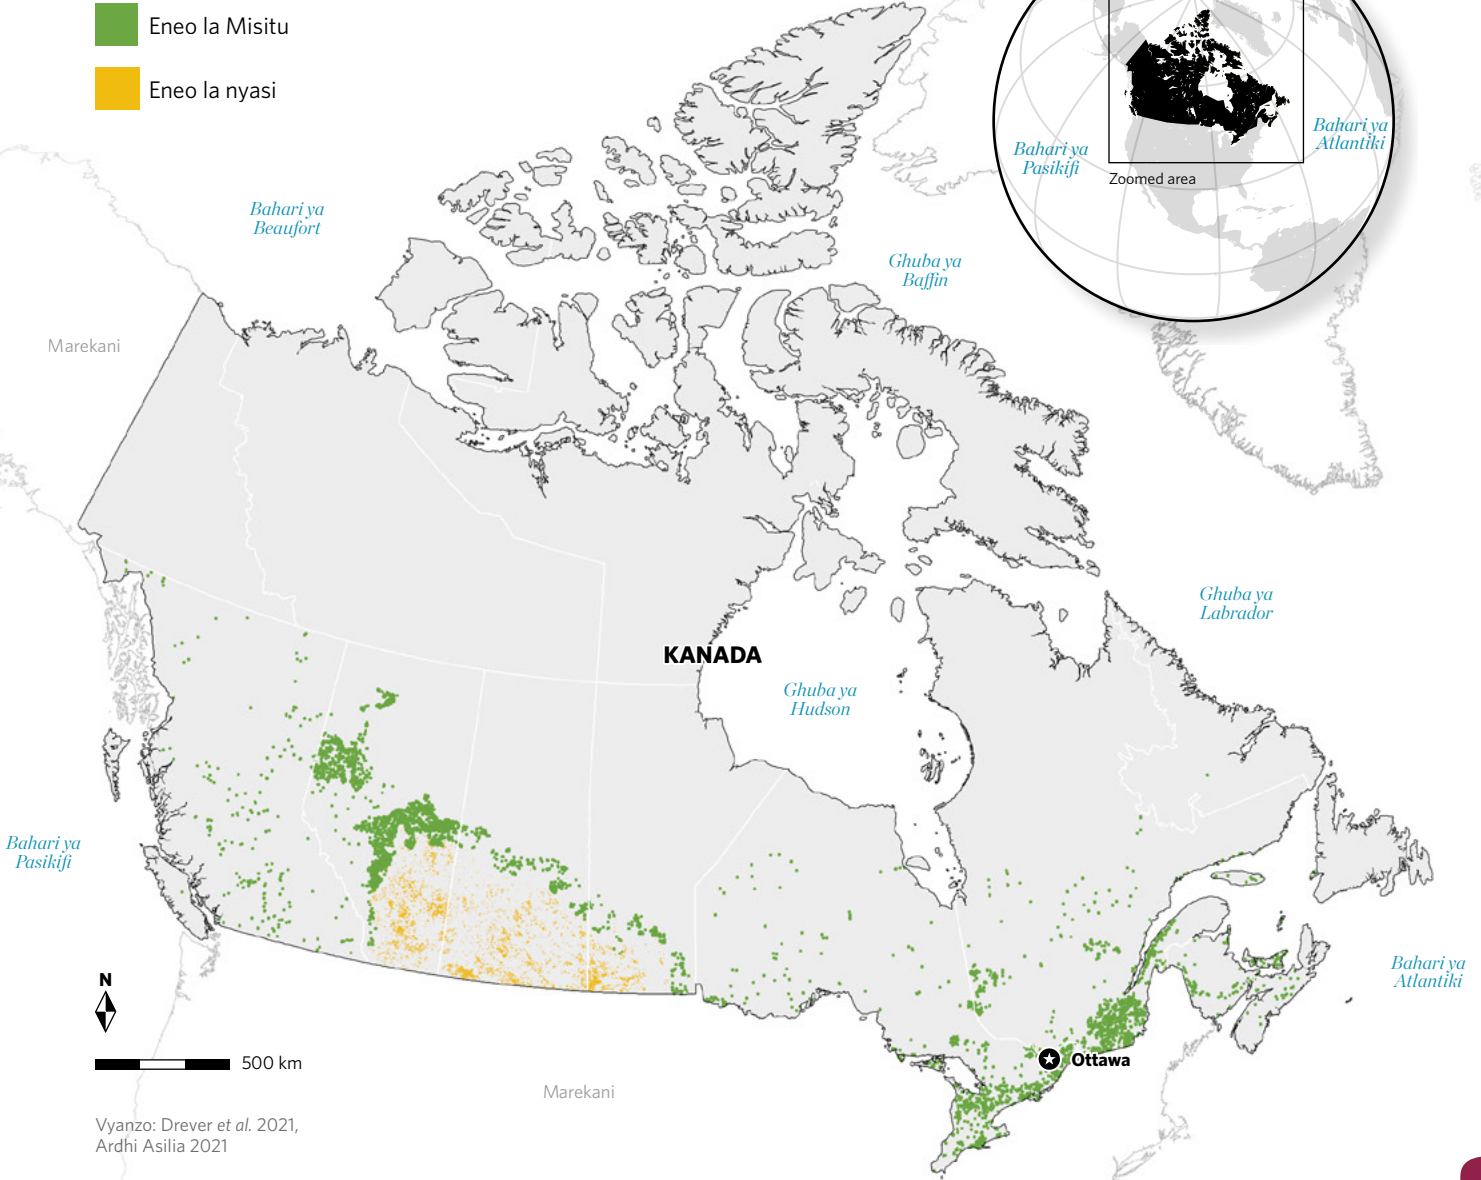 Eneo la Misitu
Eneo la nyasi
Bahari ya
Pasikifi
Bahari ya
Atlantiki
Zoomed area
Bahari ya
Beaufort
Ghuba ya
Baffin
Marekani
Ghuba ya
Labrador
KANADA
Ghuba ya
Hudson
Bahari ya
Pasikifi
Bahari ya
Atlantiki
N
500 km
Ottawa
Marekani
Vyanzo: Drever et al. 2021,
Ardhi Asilia 2021